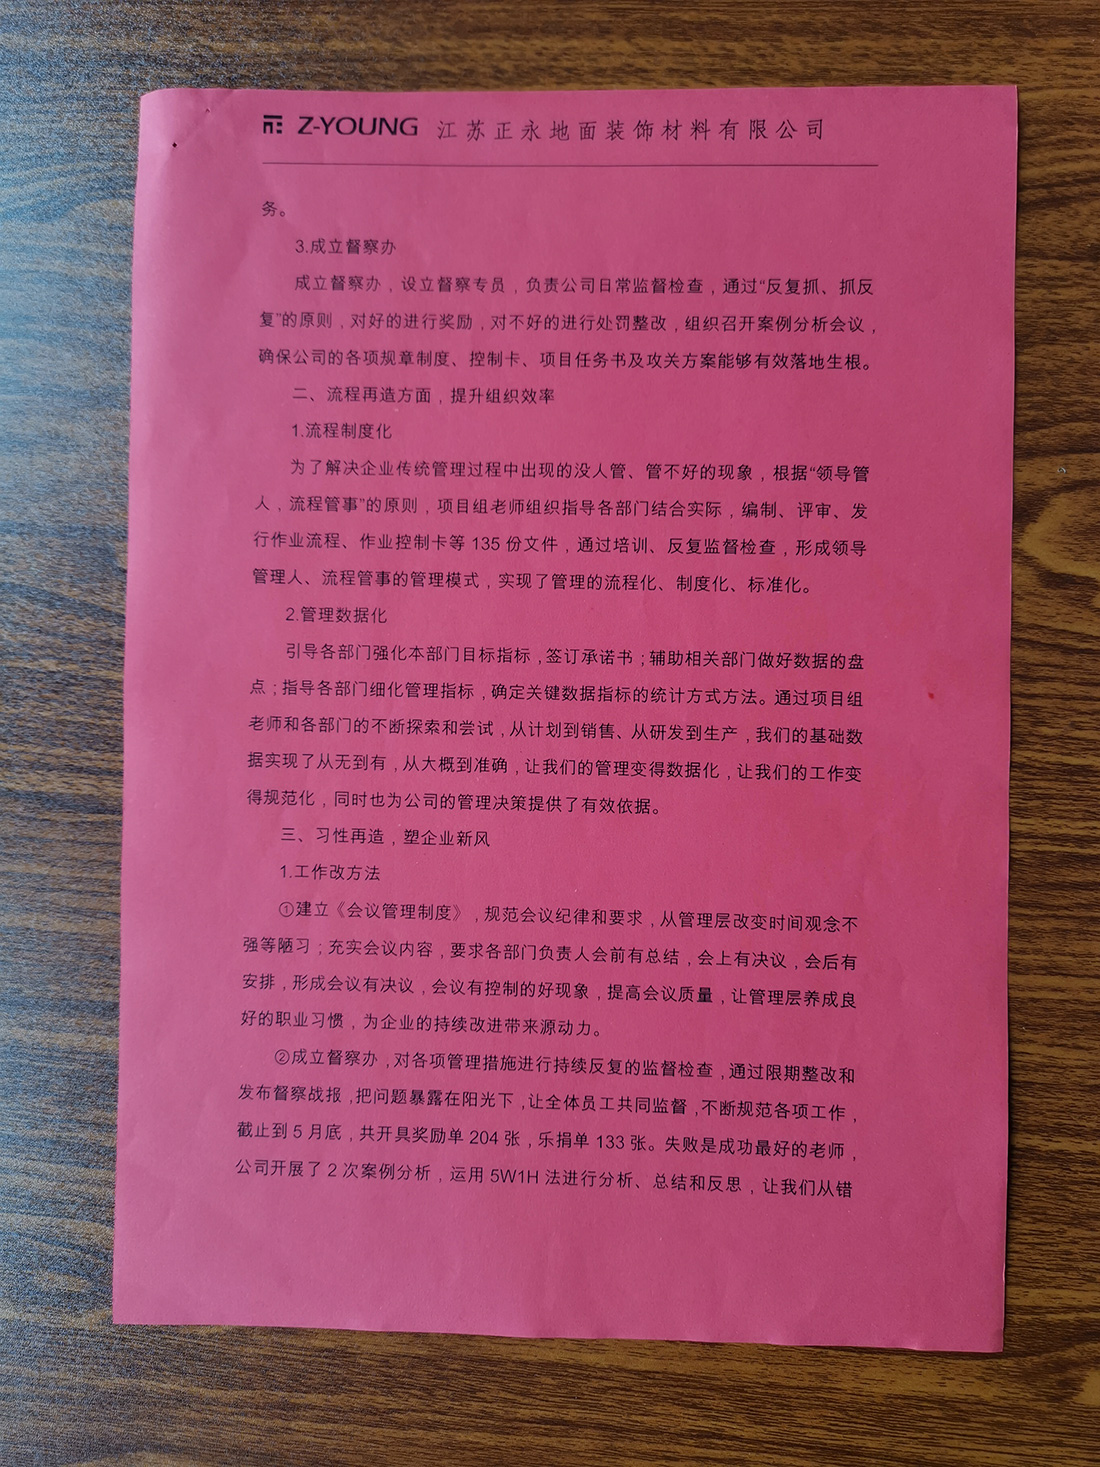 Z-YOUNG 江苏正永地面装饰材料有限公司
务。
3.成立督察办
成立督察办，设立督察专员，负责公司日常监督检查，通过“反复抓、抓反
复”的原则，对好的进行奖励，对不好的进行处罚整改，组织召开案例分析会议，
确保公司的各项规章制度、控制卡、项目任务书及攻关方案能够有效落地生根。
二、流程再造方面，提升组织效率
1.流程制度化
为了解决企业传统管理过程中出现的没人管、管不好的现象，根据“领导管
人，流程管事”的原则，项目组老师组织指导各部门结合实际，编制、评审、发
行作业流程、作业控制卡等 135 份文件，通过培训、反复监督检查，形成领导
管理人、流程管事的管理模式，实现了管理的流程化、制度化、标准化。
2.管理数据化
引导各部门强化本部门目标指标，签订承诺书；辅助相关部门做好数据的盘
点；指导各部门细化管理指标，确定关键数据指标的统计方式方法。通过项目组
老师和各部门的不断探索和尝试，从计划到销售、从研发到生产，我们的基础数
据实现了从无到有，从大概到准确，让我们的管理变得数据化，让我们的工作变
得规范化，同时也为公司的管理决策提供了有效依据。
三、习性再造，塑企业新风
1.工作改方法
①建立《会议管理制度》，规范会议纪律和要求，从管理层改变时间观念不
强等陋习；充实会议内容，要求各部门负责人会前有总结，会上有决议，会后有
安排，形成会议有决议，会议有控制的好现象，提高会议质量，让管理层养成良
好的职业习惯，为企业的持续改进带来源动力。
②成立督察办，对各项管理措施进行持续反复的监督检查，通过限期整改和
发布督察战报，把问题暴露在阳光下，让全体员工共同监督，不断规范各项工作，
截止到 5 月底，共开具奖励单 204 张，乐捐单 133 张。失败是成功最好的老师，
公司开展了 2 次案例分析，运用 5W1H 法进行分析、总结和反思，让我们从错